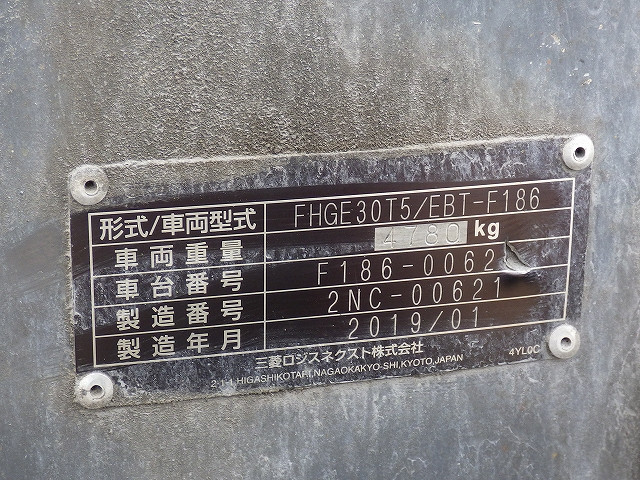 形式/車両型式 FHGE30T5/EBT-F186
車両重量 4780 kg
車台番号 F186-0062
製造番号 2NC-00621
製造年月 2019/01
三菱ロジスネクスト株式会社 4YL0C
2-1-1, HIGASHIKOTARI, NAGAOKAKYO-SHI, KYOTO, JAPAN